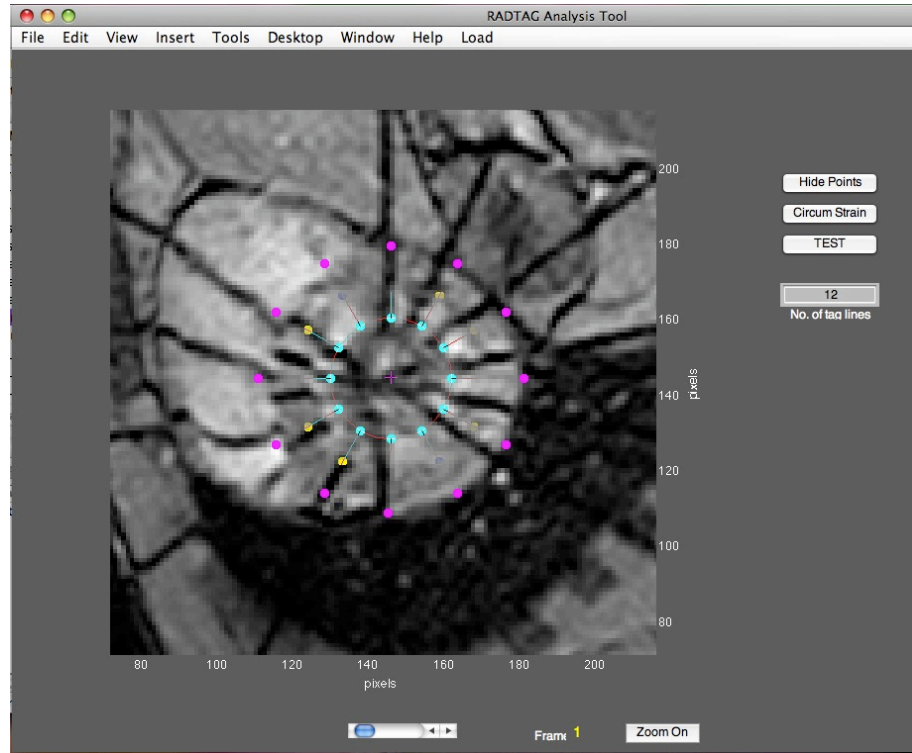 RADTAG Analysis Tool
File Edit View Insert Tools Desktop Window Help Load
Hide Points
Circum Strain
TEST
12
No. of tag lines
200
180
160
140
120
100
80
pixels
80 100 120 140 160 180 200
pixels
Frame 1
Zoom On